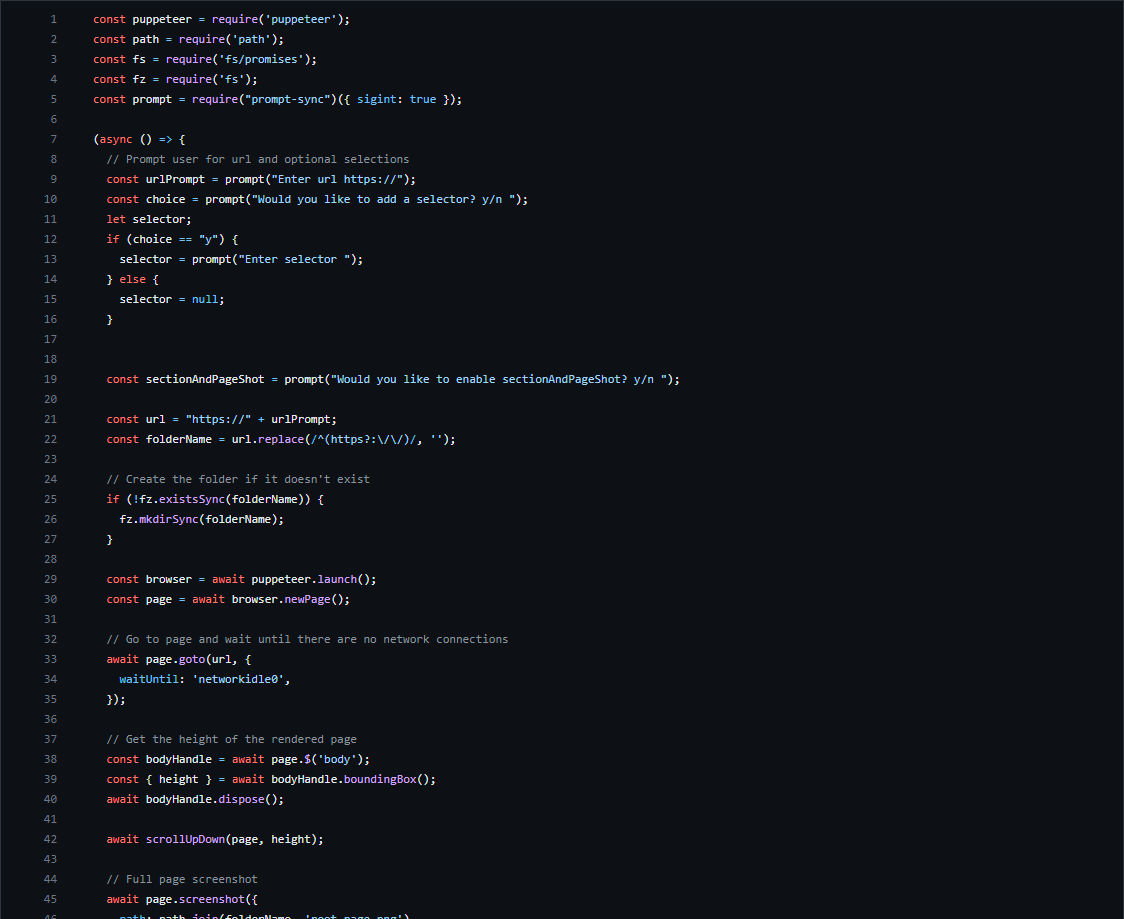 1 const puppeteer = require('puppeteer');
2 const path = require('path');
3 const fs = require('fs/promises');
4 const fz = require('fs');
5 const prompt = require("prompt-sync")({ sigint: true });
6
7 (async () => {
8   // Prompt user for url and optional selections
9   const urlPrompt = prompt("Enter url https://");
10   const choice = prompt("Would you like to add a selector? y/n ");
11   let selector;
12   if (choice == "y") {
13     selector = prompt("Enter selector ");
14   } else {
15     selector = null;
16   }
17
18
19   const sectionAndPageShot = prompt("Would you like to enable sectionAndPageShot? y/n ");
20
21   const url = "https://" + urlPrompt;
22   const folderName = url.replace(/^(https?:\/\/)/, '');
23
24   // Create the folder if it doesn't exist
25   if (!fz.existsSync(folderName)) {
26     fz.mkdirSync(folderName);
27   }
28
29   const browser = await puppeteer.launch();
30   const page = await browser.newPage();
31
32   // Go to page and wait until there are no network connections
33   await page.goto(url, {
34     waitUntil: 'networkidle0',
35   });
36
37   // Get the height of the rendered page
38   const bodyHandle = await page.$('body');
39   const { height } = await bodyHandle.boundingBox();
40   await bodyHandle.dispose();
41
42   await scrollUpDown(page, height);
43
44   // Full page screenshot
45   await page.screenshot({
46     path: path.join(folderName,